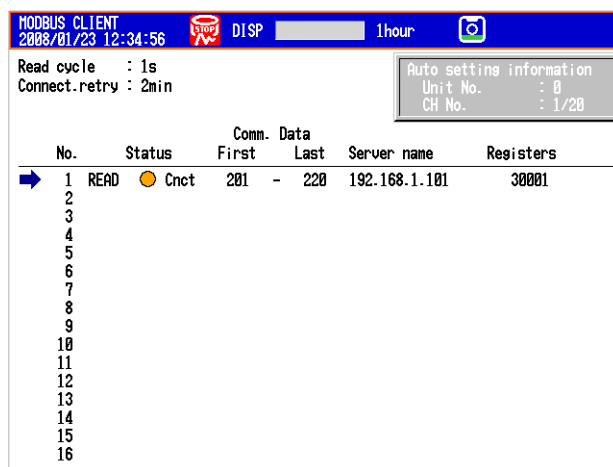 MODBUS CLIENT
2008/01/23 12:34:56 STOP DISP 1hour
Read cycle : 1s
Connect.retry : 2min
Auto setting information
Unit No. : 0
CH No. : 1/20
Comm. Data
No. Status First Last Server name Registers
1 READ Cnct 201 - 220 192.168.1.101 30001
2
3
4
5
6
7
8
9
10
11
12
13
14
15
16